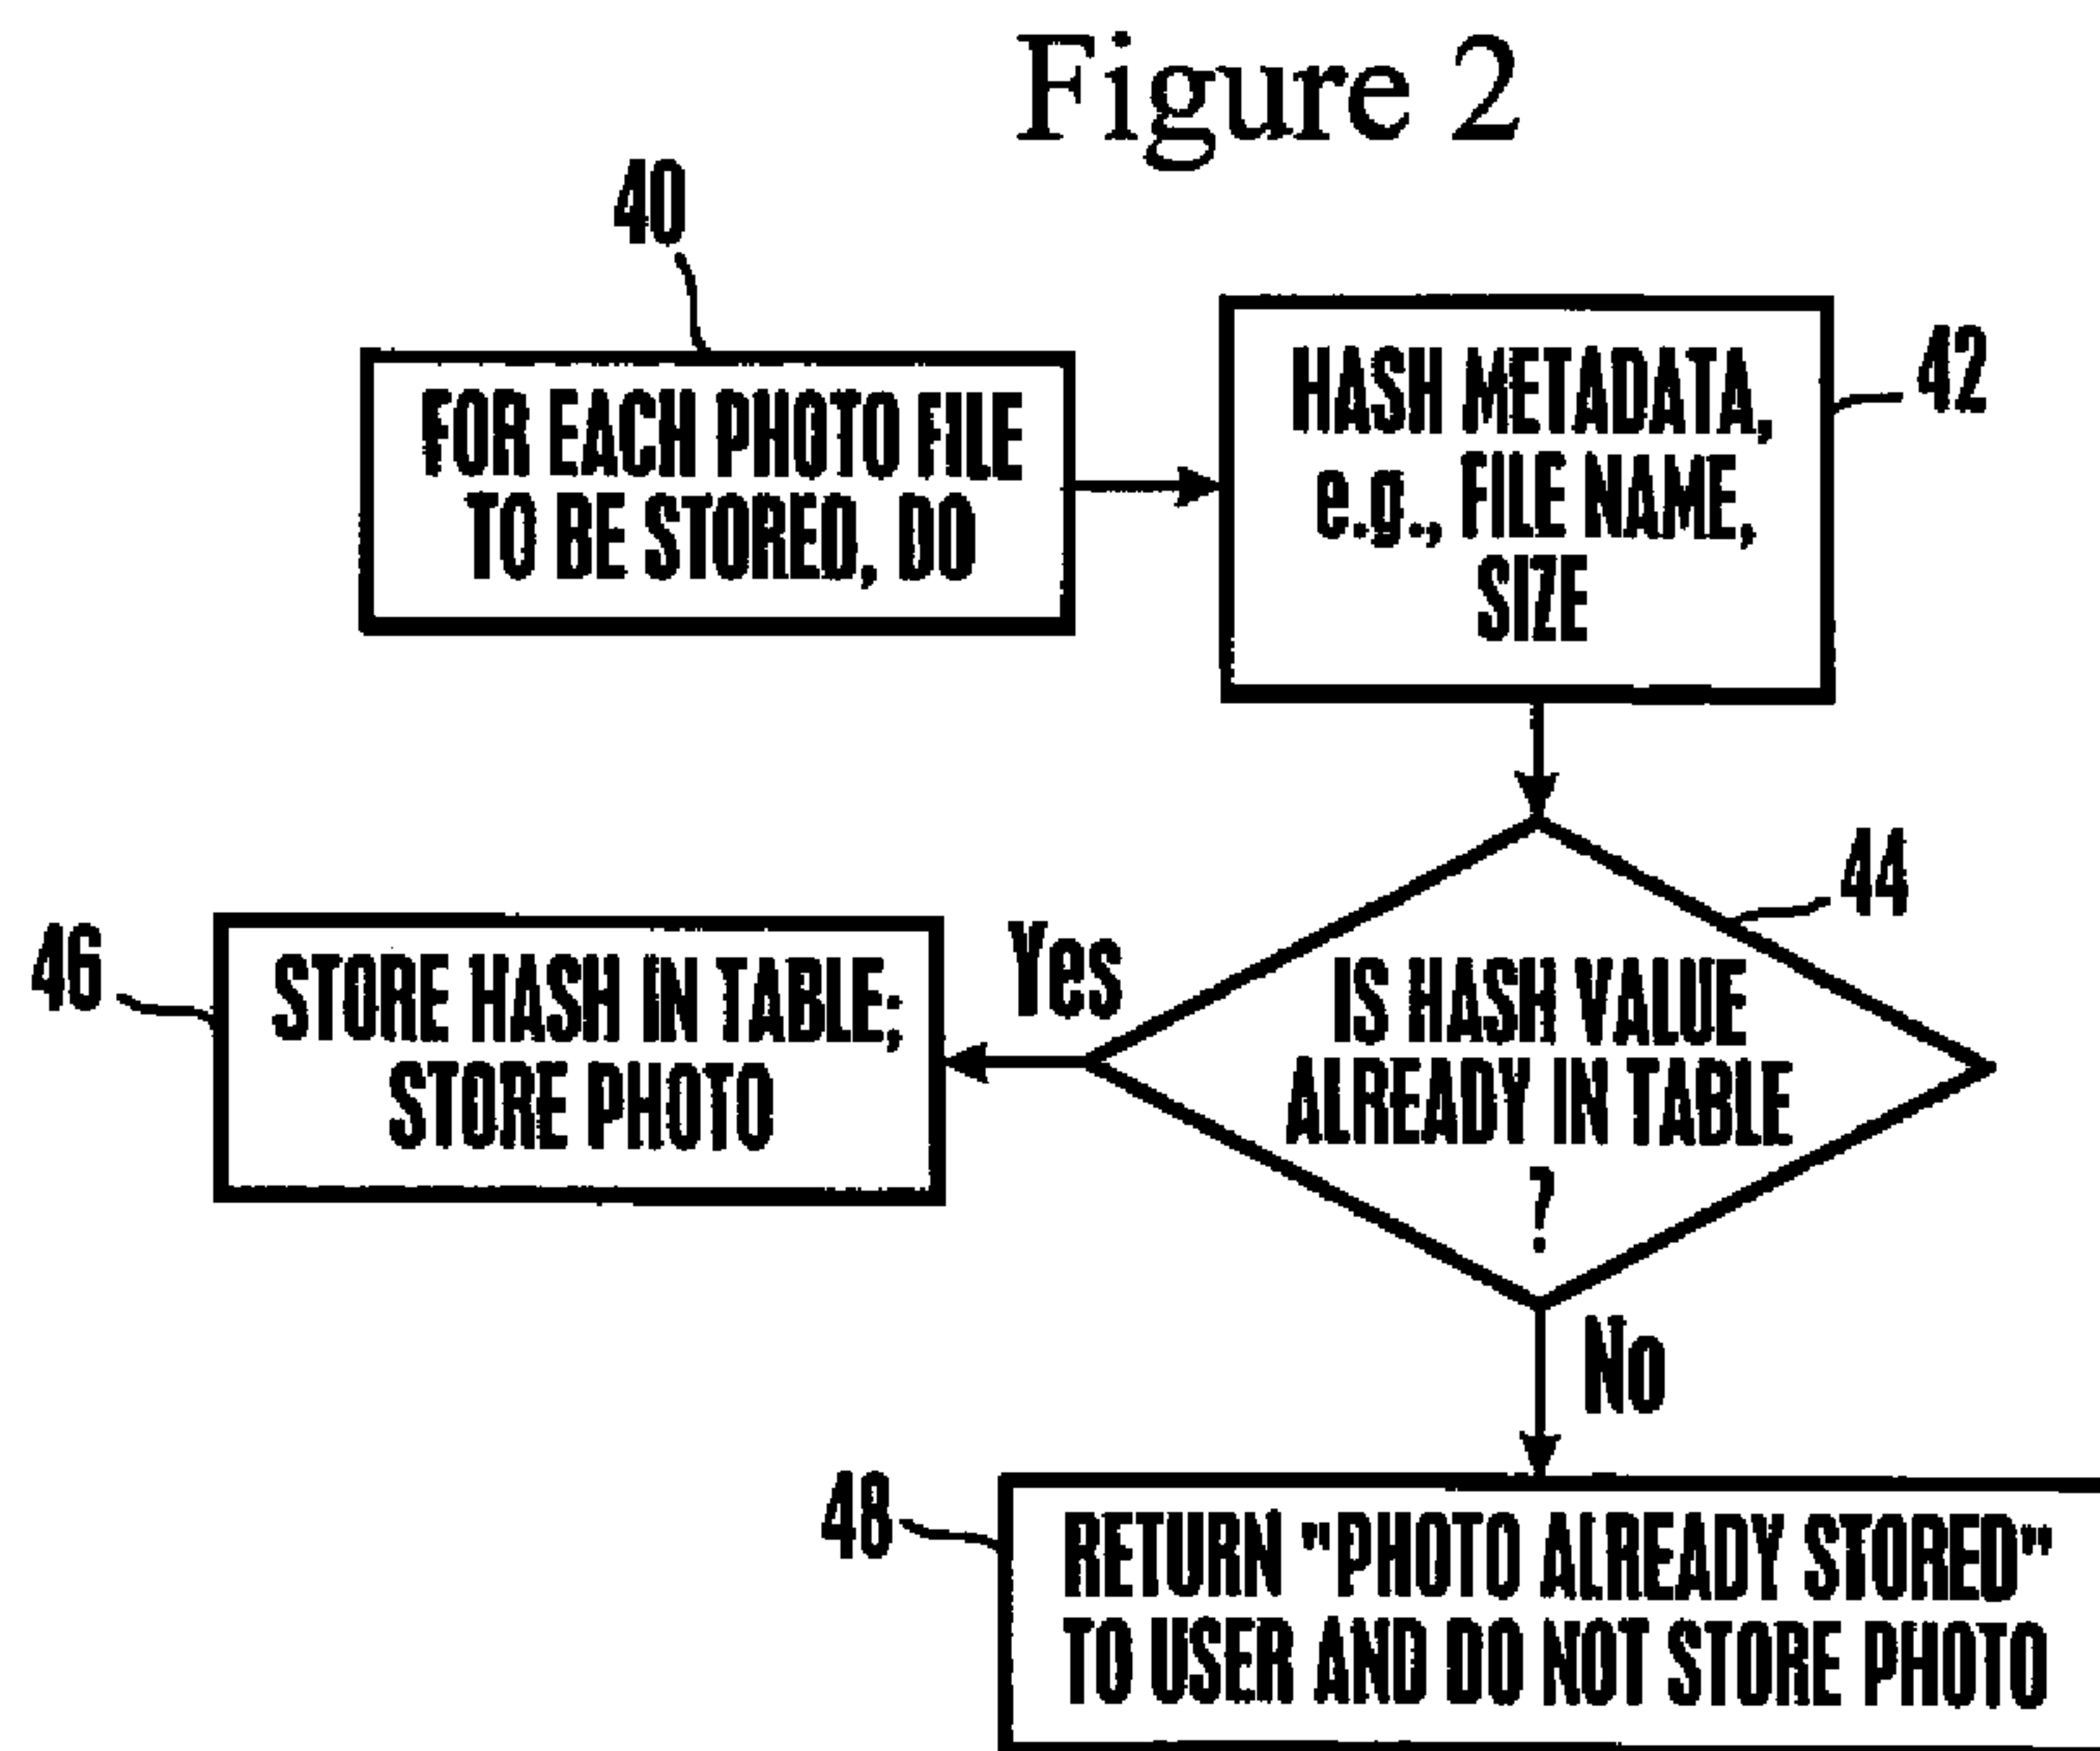 Figure 2
40
FOR EACH PHOTO FILE
TO BE STORED, DO
HASH METADATA,
e.g., FILE NAME,
SIZE
42
44
IS HASH VALUE
ALREADY IN TABLE
?
Yes
46
STORE HASH IN TABLE;
STORE PHOTO
No
48
RETURN "PHOTO ALREADY STORED"
TO USER AND DO NOT STORE PHOTO